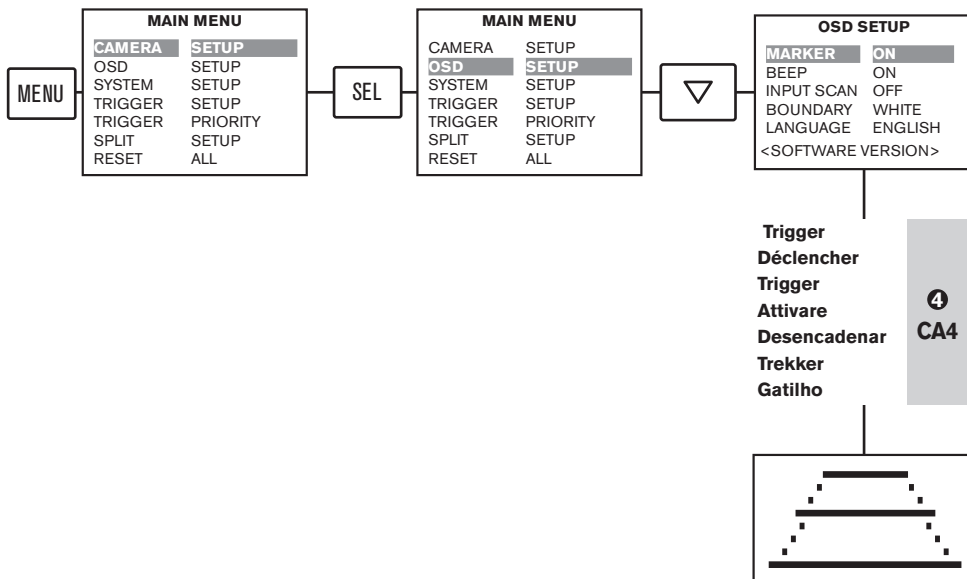 MENU
MAIN MENU
CAMERA SETUP
OSD SETUP
SYSTEM SETUP
TRIGGER SETUP
TRIGGER PRIORITY
SPLIT SETUP
RESET ALL
SEL
MAIN MENU
CAMERA SETUP
OSD SETUP
SYSTEM SETUP
TRIGGER SETUP
TRIGGER PRIORITY
SPLIT SETUP
RESET ALL
OSD SETUP
MARKER ON
BEEP ON
INPUT SCAN OFF
BOUNDARY WHITE
LANGUAGE ENGLISH
<SOFTWARE VERSION>
Trigger
Déclencher
Trigger
Attivare
Desencadenar
Trekker
Gatilho
❹
CA4